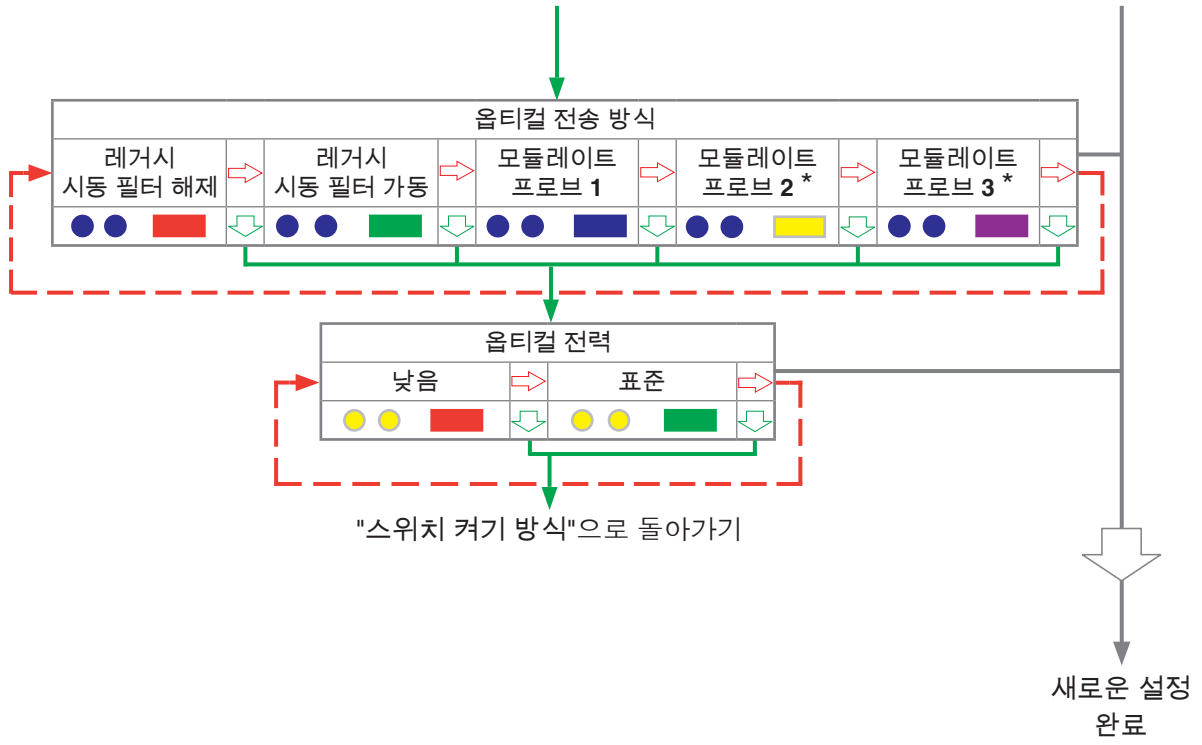 옵티컬 전송 방식
레거시
시동 필터 해제
레거시
시동 필터 가동
모듈레이트
프로브 1
모듈레이트
프로브 2 *
모듈레이트
프로브 3 *
옵티컬 전력
낮음
표준
"스위치 켜기 방식"으로 돌아가기
새로운 설정
완료